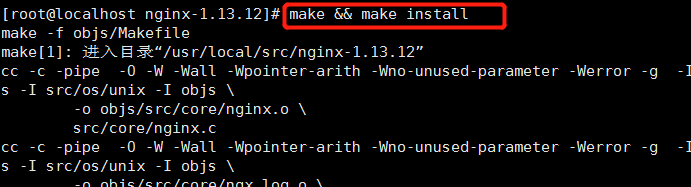 [root@localhost nginx-1.13.12]# make && make install
make -f objs/Makefile
make[1]: 进入目录“/usr/local/src/nginx-1.13.12”
cc -c -pipe  -O -W -Wall -Wpointer-arith -Wno-unused-parameter -Werror -g  -I
s -I src/os/unix -I objs \
        -o objs/src/core/nginx.o \
        src/core/nginx.c
cc -c -pipe  -O -W -Wall -Wpointer-arith -Wno-unused-parameter -Werror -g  -I
s -I src/os/unix -I objs \
        -o objs/src/core/ngx_log.o \